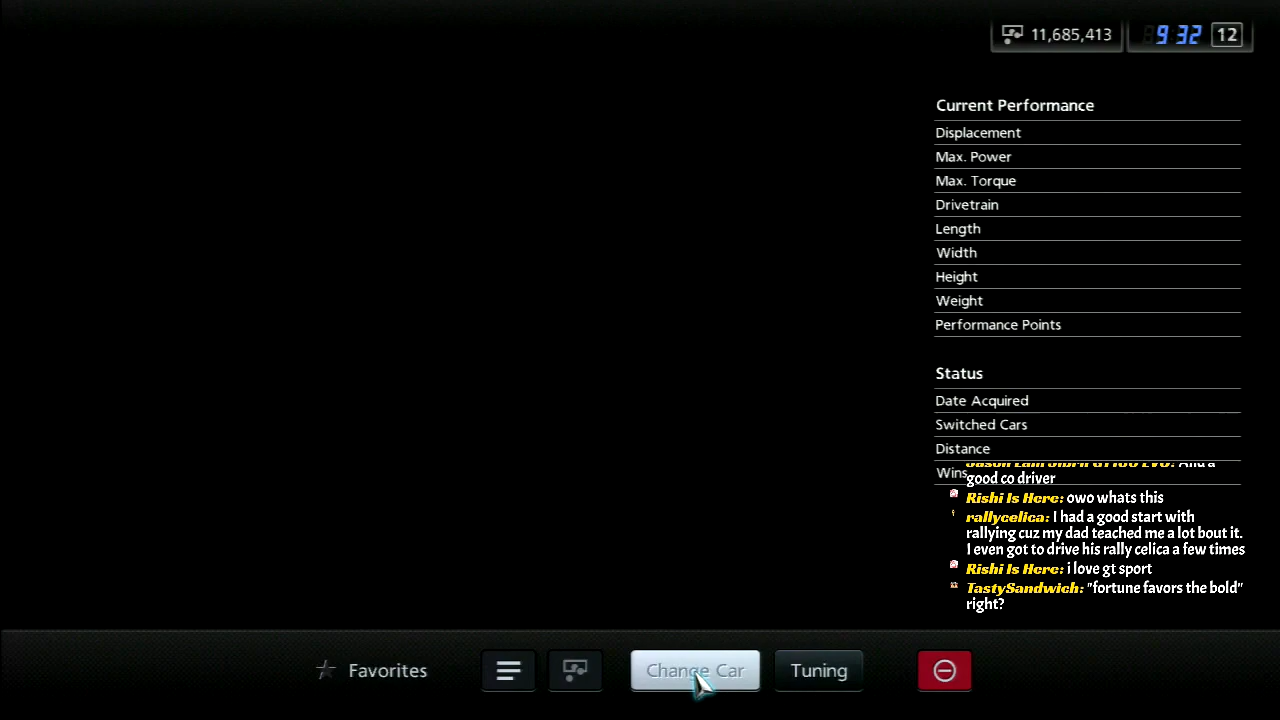 11,685,413
9:32 12
Current Performance
Displacement
Max. Power
Max. Torque
Drivetrain
Length
Width
Height
Weight
Performance Points
Status
Date Acquired
Switched Cars
Distance
Wins
good co driver
Rishi Is Here: owo whats this
rallycelica: I had a good start with
rallying cuz my dad teached me a lot bout it.
I even got to drive his rally celica a few times
Rishi Is Here: i love gt sport
TastySandwich: "fortune favors the bold"
right?
Favorites
Change Car
Tuning